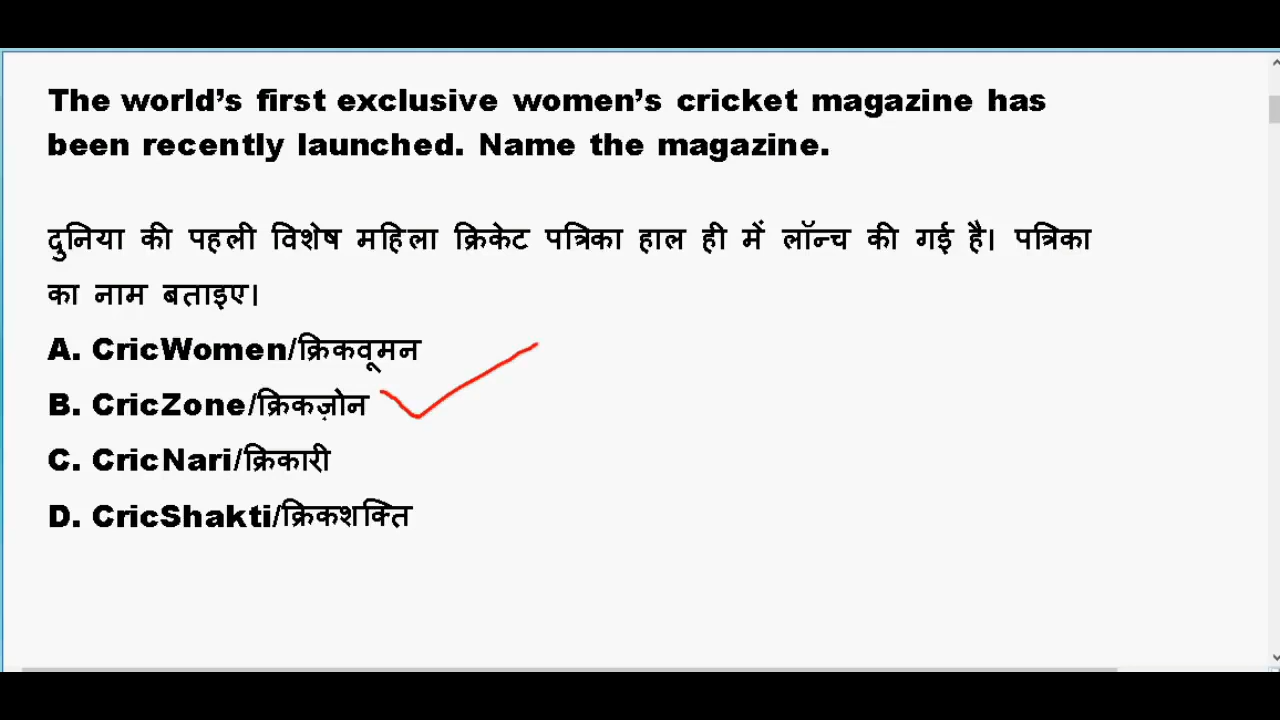 The world’s first exclusive women’s cricket magazine has
been recently launched. Name the magazine.
दुनिया की पहली विशेष महिला क्रिकेट पत्रिका हाल ही में लॉन्च की गई है। पत्रिका
का नाम बताइए।
A. CricWomen/क्रिकवूमन
B. CricZone/क्रिकज़ोन
C. CricNari/क्रिकारी
D. CricShakti/क्रिकशक्ति